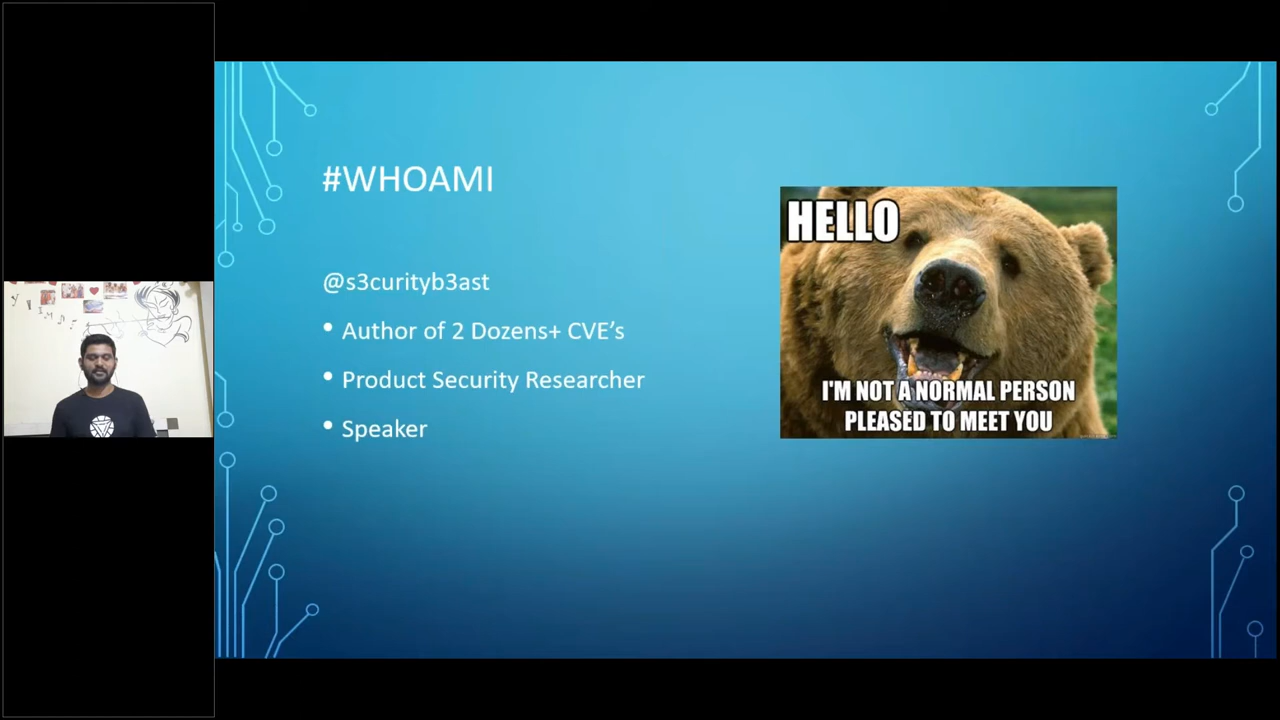 #WHOAMI
@s3curityb3ast
• Author of 2 Dozens+ CVE’s
• Product Security Researcher
• Speaker
HELLO
I'M NOT A NORMAL PERSON
PLEASED TO MEET YOU